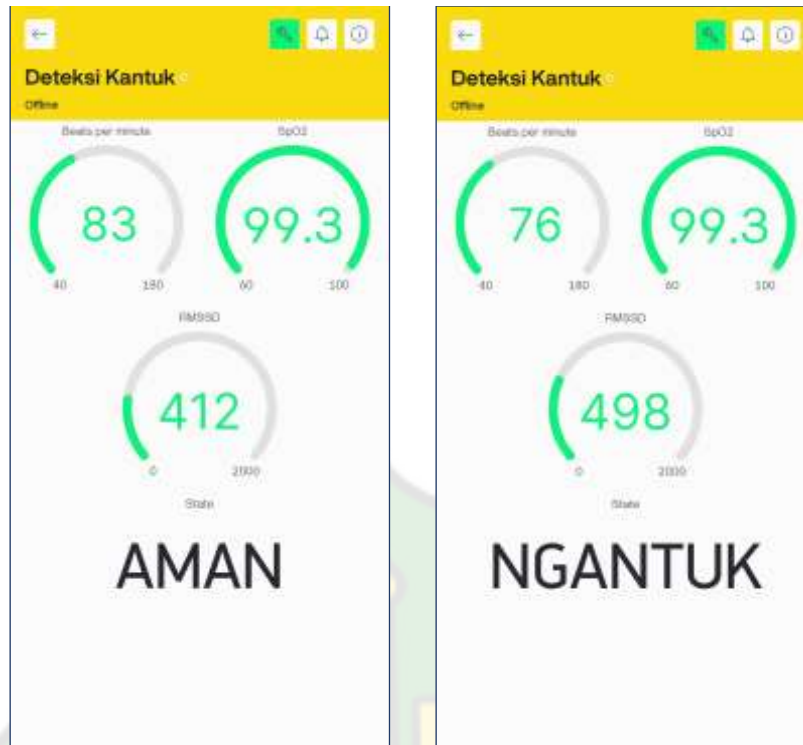 Deteksi Kantuk
Offline
Beats per minute
SpO2
83
99.3
40
180
60
100
RMSSD
412
0
2000
State
AMAN
Deteksi Kantuk
Offline
Beats per minute
SpO2
76
99.3
40
180
60
100
RMSSD
498
0
2000
State
NGANTUK